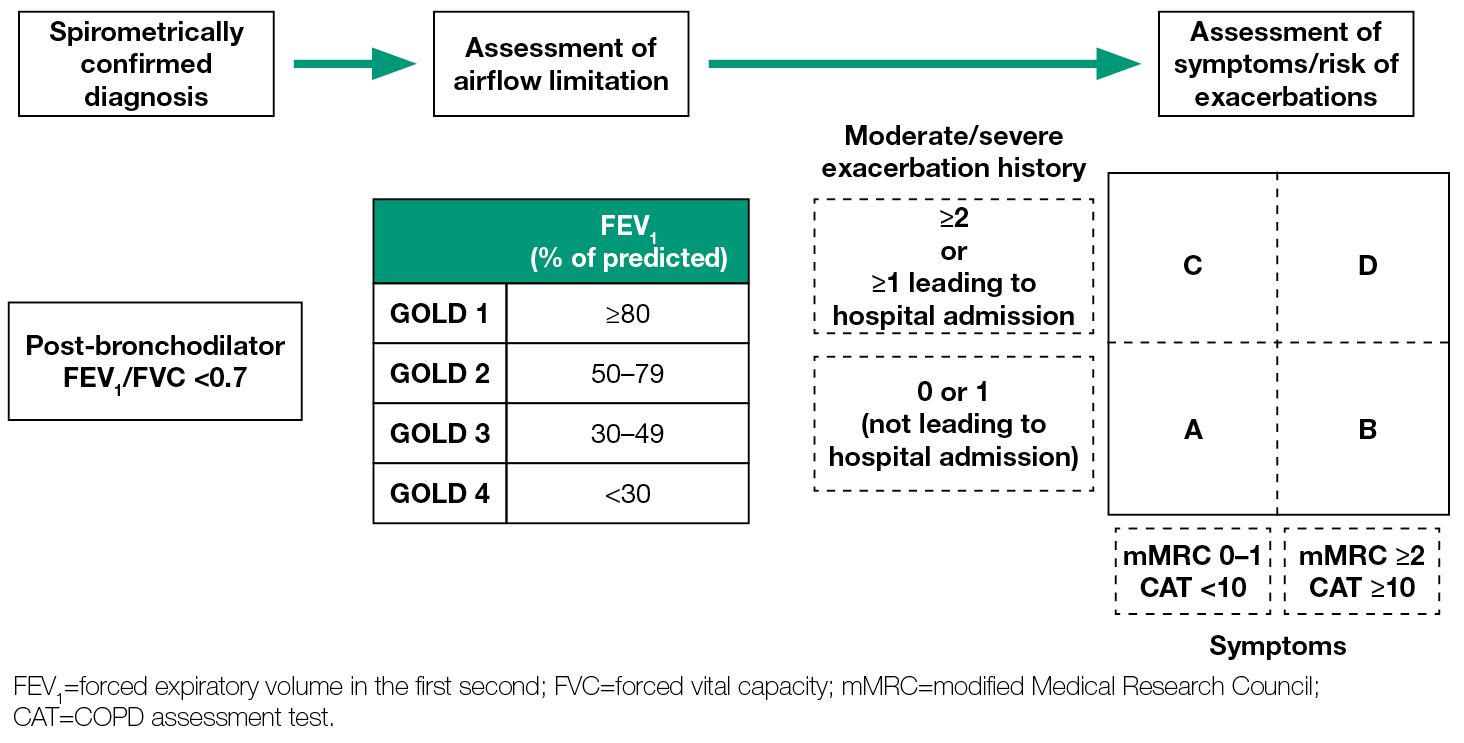 Spirometrically
confirmed
diagnosis
Assessment of
airflow limitation
Assessment of
symptoms/risk of
exacerbations
Post-bronchodilator
FEV₁/FVC <0.7
FEV₁
(% of predicted)
GOLD 1 ≥80
GOLD 2 50–79
GOLD 3 30–49
GOLD 4 <30
Moderate/severe
exacerbation history
≥2
or
≥1 leading to
hospital admission
0 or 1
(not leading to
hospital admission)
C D
A B
mMRC 0–1
CAT <10
mMRC ≥2
CAT ≥10
Symptoms
FEV₁=forced expiratory volume in the first second; FVC=forced vital capacity; mMRC=modified Medical Research Council;
CAT=COPD assessment test.